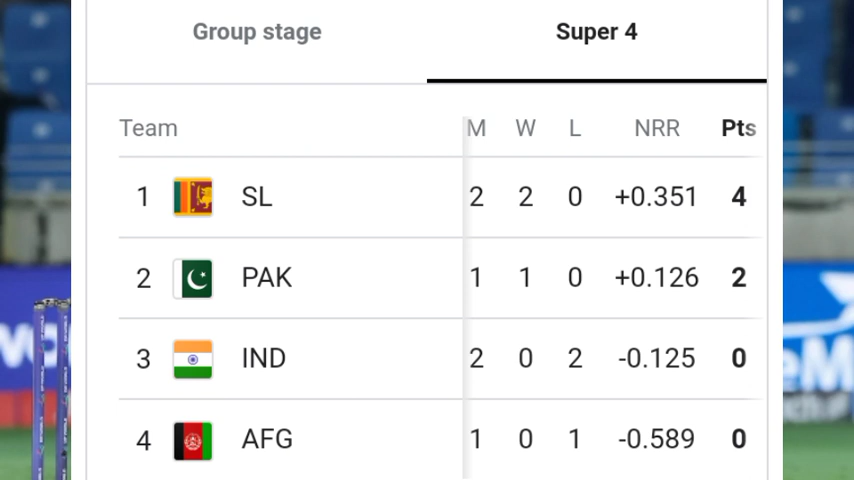 Group stage Super 4
Team M W L NRR Pts
1 SL 2 2 0 +0.351 4
2 PAK 1 1 0 +0.126 2
3 IND 2 0 2 -0.125 0
4 AFG 1 0 1 -0.589 0